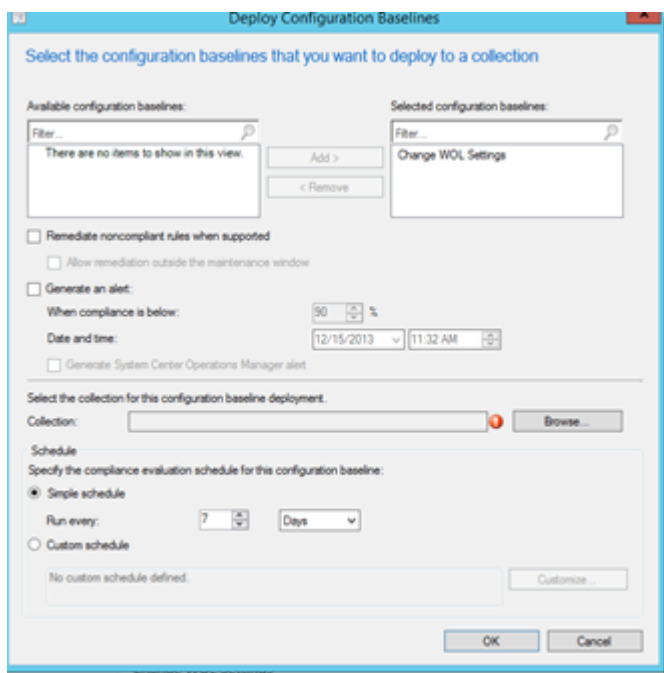 Deploy Configuration Baselines
Select the configuration baselines that you want to deploy to a collection
Available configuration baselines:
Selected configuration baselines:
Filter...
Filter...
There are no items to show in this view.
Add >
Change WOL Settings
< Remove
Remediate noncompliant rules when supported
Allow remediation outside the maintenance window
Generate an alert:
When compliance is below:
90
%
Date and time:
12/15/2013
11:32 AM
Generate System Center Operations Manager alert
Select the collection for this configuration baseline deployment.
Collection:
Browse...
Schedule
Specify the compliance evaluation schedule for this configuration baseline:
Simple schedule
Run every:
7
Days
Custom schedule
No custom schedule defined.
Customize...
OK
Cancel